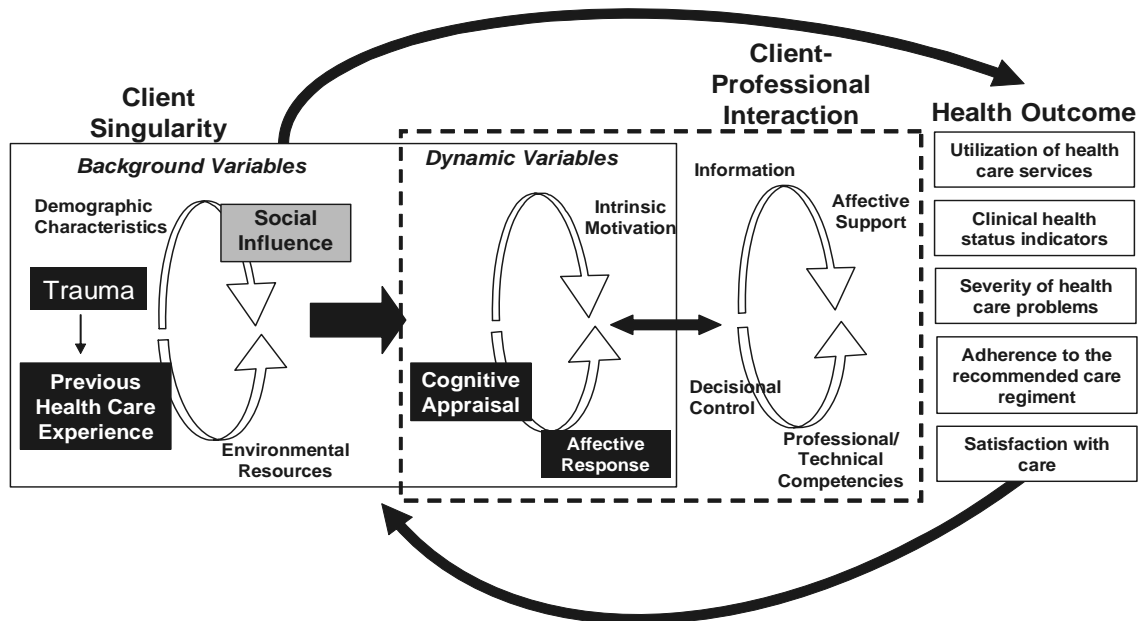 Client
Singularity
Background Variables
Demographic
Characteristics
Social
Influence
Trauma
Previous
Health Care
Experience
Environmental
Resources
Dynamic Variables
Intrinsic
Motivation
Cognitive
Appraisal
Affective
Response
Client-
Professional
Interaction
Information
Affective
Support
Decisional
Control
Professional/
Technical
Competencies
Health Outcome
Utilization of health
care services
Clinical health
status indicators
Severity of health
care problems
Adherence to the
recommended care
regiment
Satisfaction with
care